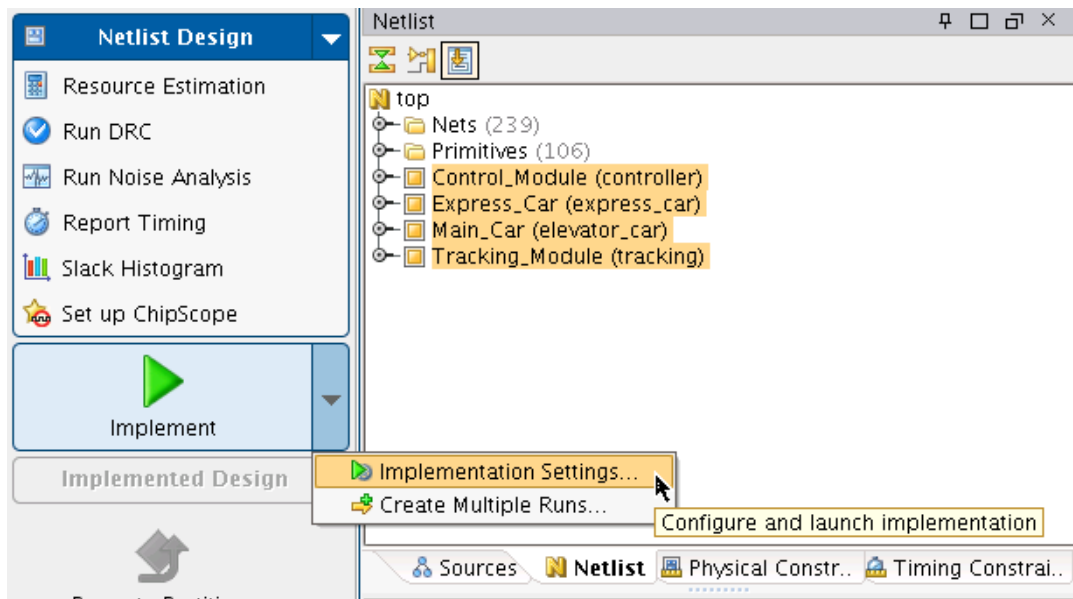 Netlist Design
Resource Estimation
Run DRC
Run Noise Analysis
Report Timing
Slack Histogram
Set up ChipScope
Implement
Implemented Design
Netlist
top
Nets (239)
Primitives (106)
Control_Module (controller)
Express_Car (express_car)
Main_Car (elevator_car)
Tracking_Module (tracking)
Implementation Settings...
Create Multiple Runs...
Configure and launch implementation
Sources Netlist Physical Constr.. Timing Constrai..